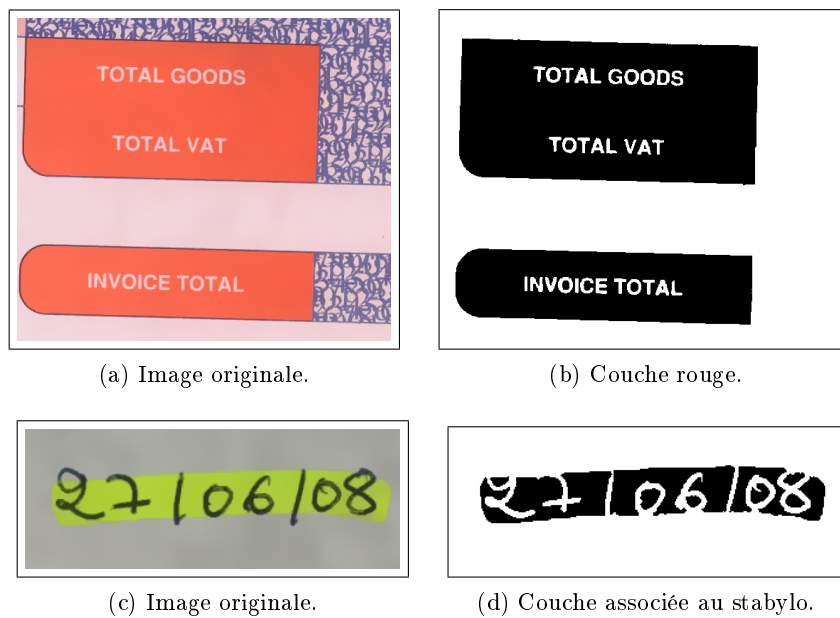 TOTAL GOODS
TOTAL VAT
INVOICE TOTAL
TOTAL GOODS
TOTAL VAT
INVOICE TOTAL
(a) Image originale.
(b) Couche rouge.
27/06/08
27/06/08
(c) Image originale.
(d) Couche associée au stabylo.